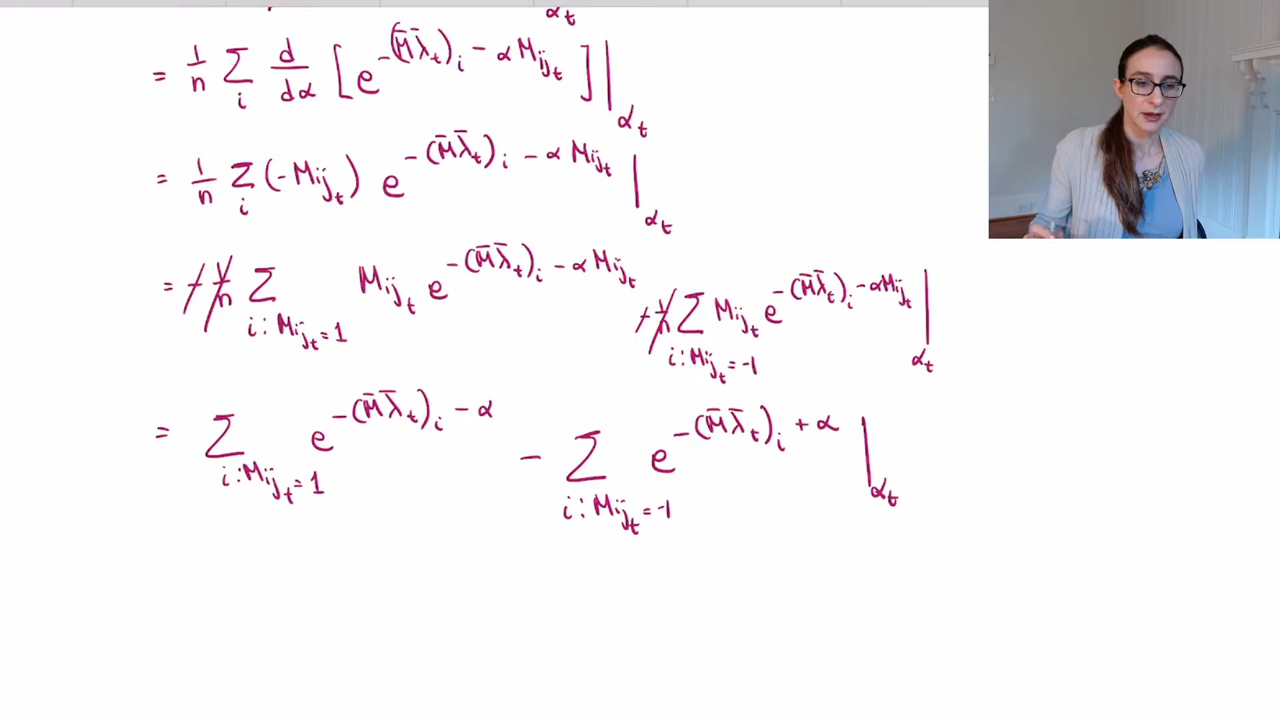 α_t
= 1/n Σ_i d/dα [e^{-(M̄λ̄_t)_i - αM_{ij_t}}]|_{α_t}
= 1/n Σ_i (-M_{ij_t}) e^{-(M̄λ̄_t)_i - αM_{ij_t}}|_{α_t}
= -1/n Σ_{i:M_{ij_t}=1} M_{ij_t} e^{-(M̄λ̄_t)_i - αM_{ij_t}} -1/n Σ_{i:M_{ij_t}=-1} M_{ij_t} e^{-(M̄λ̄_t)_i - αM_{ij_t}}|_{α_t}
= Σ_{i:M_{ij_t}=1} e^{-(M̄λ̄_t)_i - α} - Σ_{i:M_{ij_t}=-1} e^{-(M̄λ̄_t)_i + α}|_{α_t}